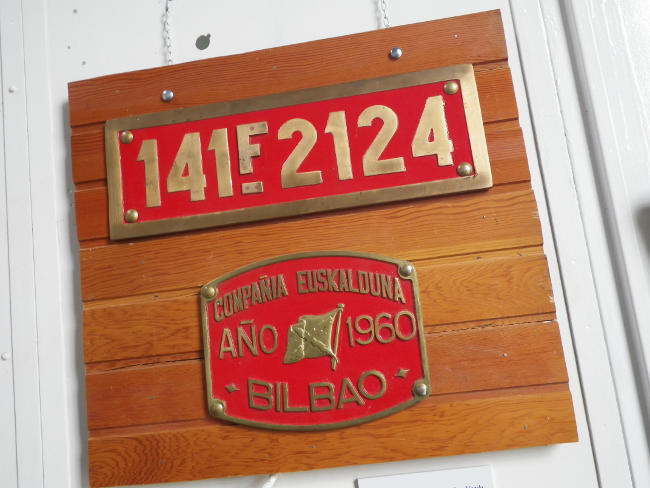 141F-2124
COMPAÑIA EUSKALDUNA
AÑO 1960
BILBAO